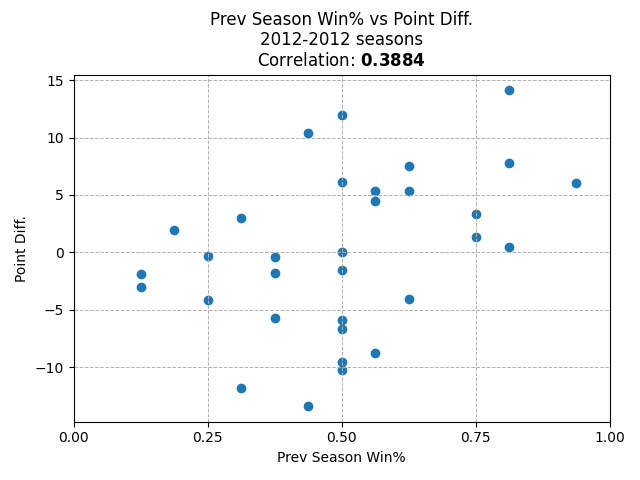 Prev Season Win% vs Point Diff.
2012-2012 seasons
Correlation: 0.3884
15
10
5
0
−5
−10
Point Diff.
0.00 0.25 0.50 0.75 1.00
Prev Season Win%